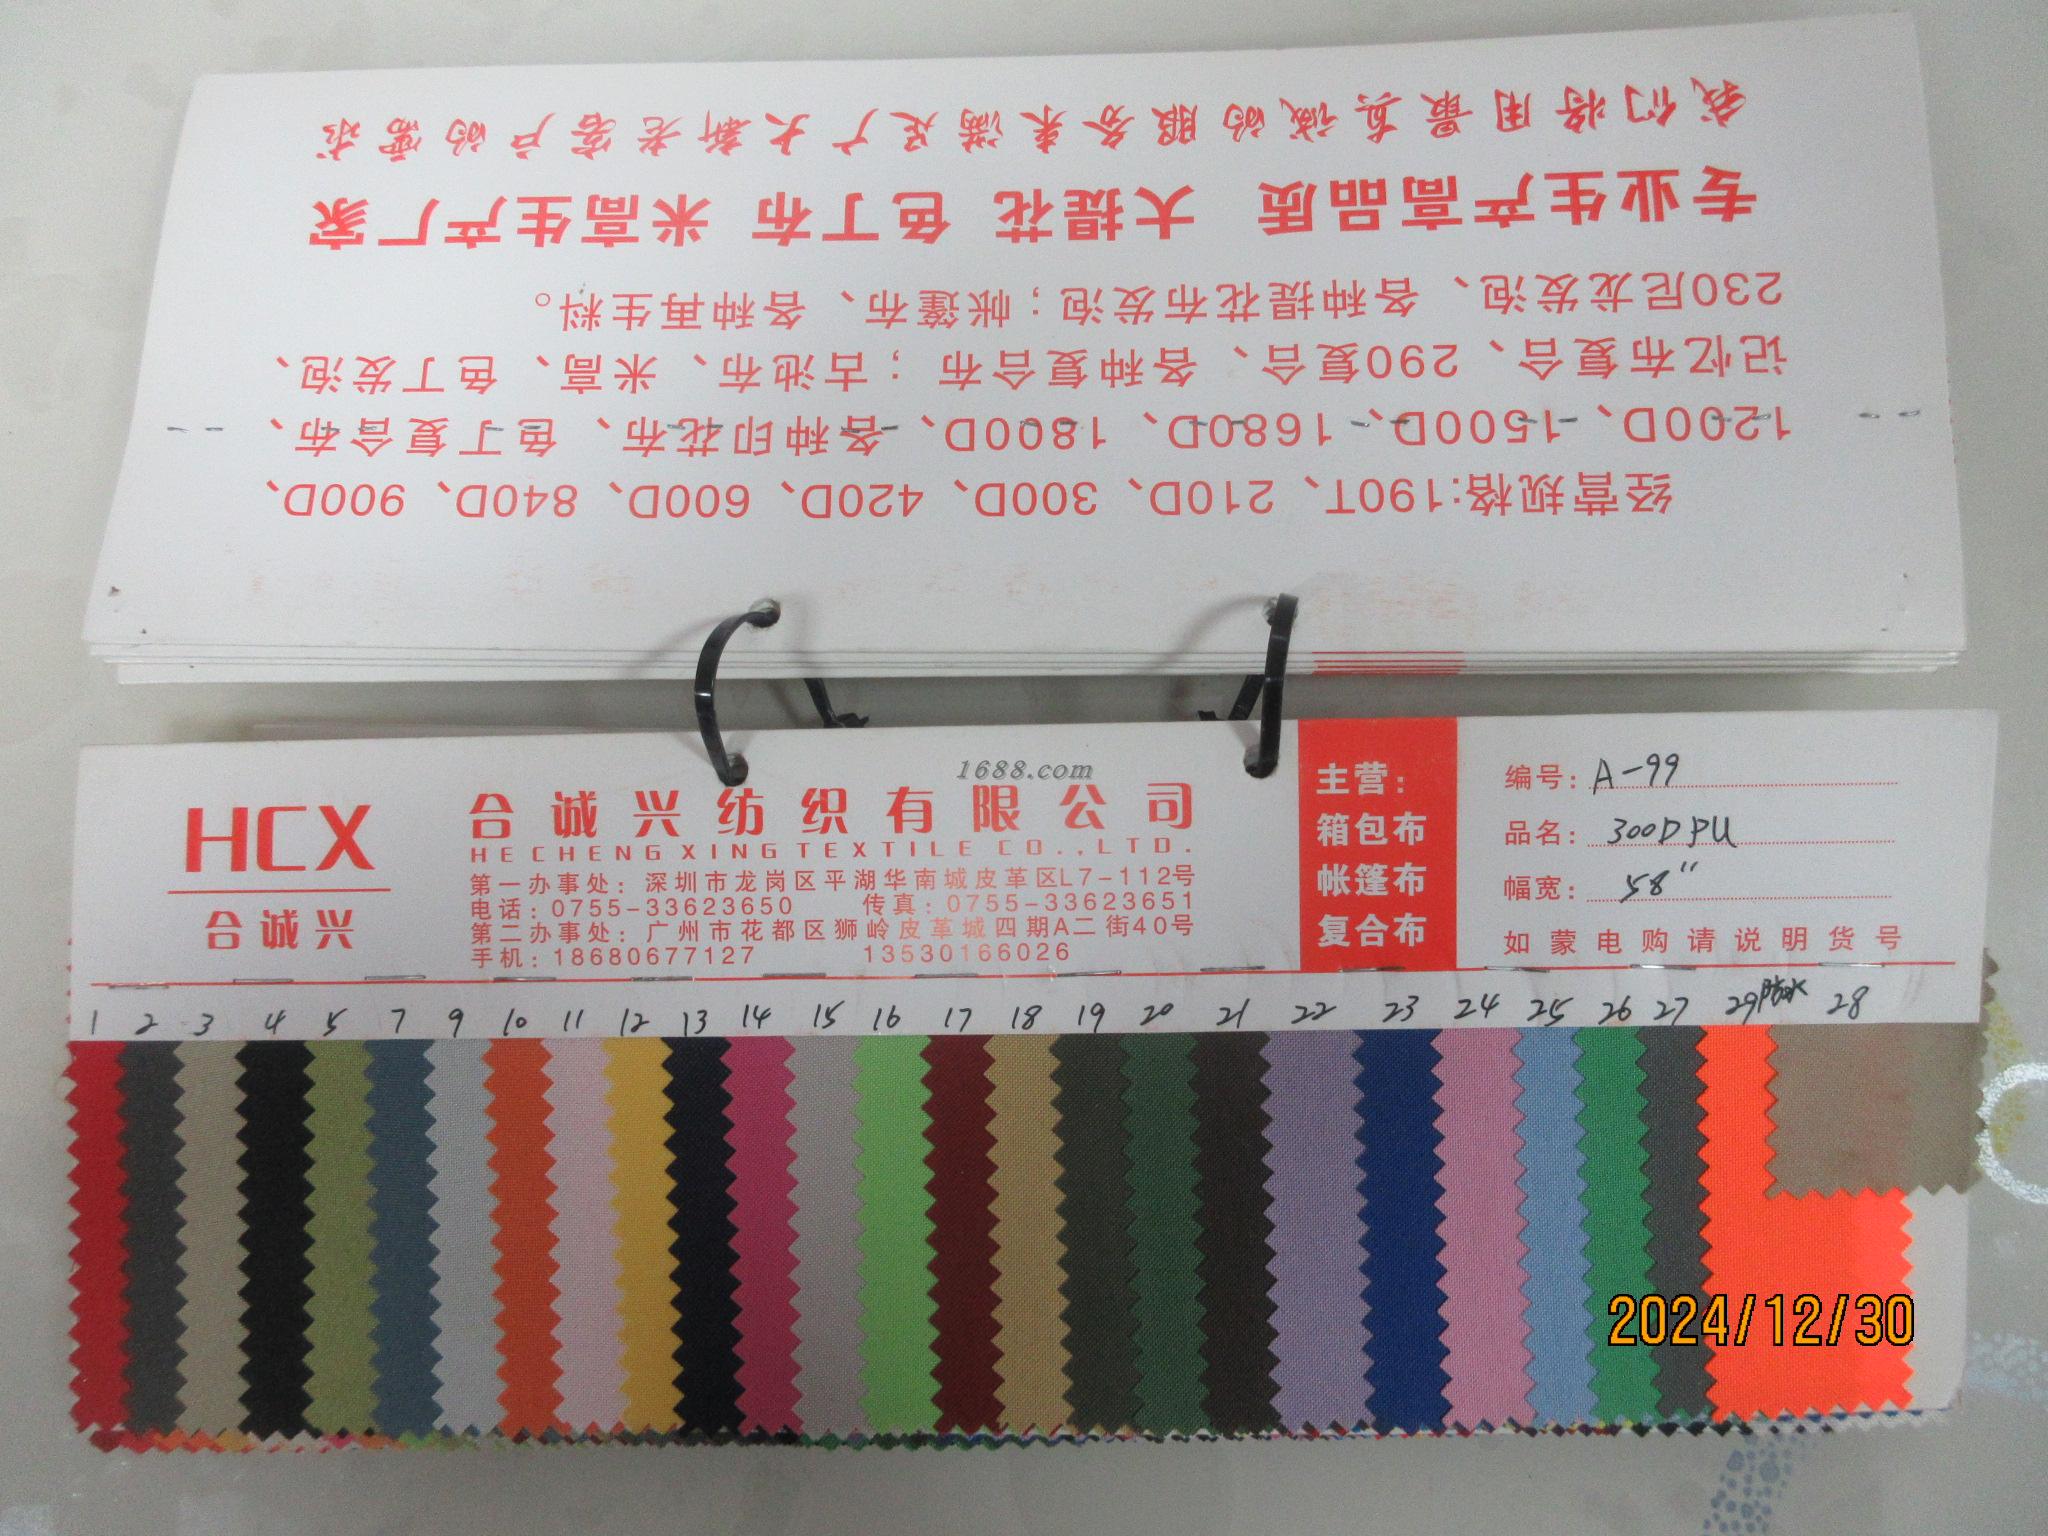 我们将用最真诚的服务来满足广大新老客户的需求
专业生产高品质 大提花 色丁布 米高生产厂家
230尼龙发泡、各种提花布发泡；帐篷布、各种再生料。
记忆布复合、290复合、各种复合布；古池布、米高、色丁发泡、
1200D、1500D、1680D、1800D、各种印花布、色丁复合布、
经营规格:190T、210D、300D、420D、600D、840D、900D、
1688.com
HCX
合诚兴
合诚兴纺织有限公司
HECHENGXING TEXTILE CO.,LTD.
第一办事处：深圳市龙岗区平湖华南城皮革区L7-112号
电话：0755-33623650 传真：0755-33623651
第二办事处：广州市花都区狮岭皮革城四期A二街40号
手机：18680677127 13530166026
主营：
箱包布
帐篷布
复合布
编号：A-99
品名：300D PU
幅宽：58"
如蒙电购请说明货号
1 2 3 4 5 7 9 10 11 12 13 14 15 16 17 18 19 20 21 22 23 24 25 26 27 29防水 28
2024/12/30